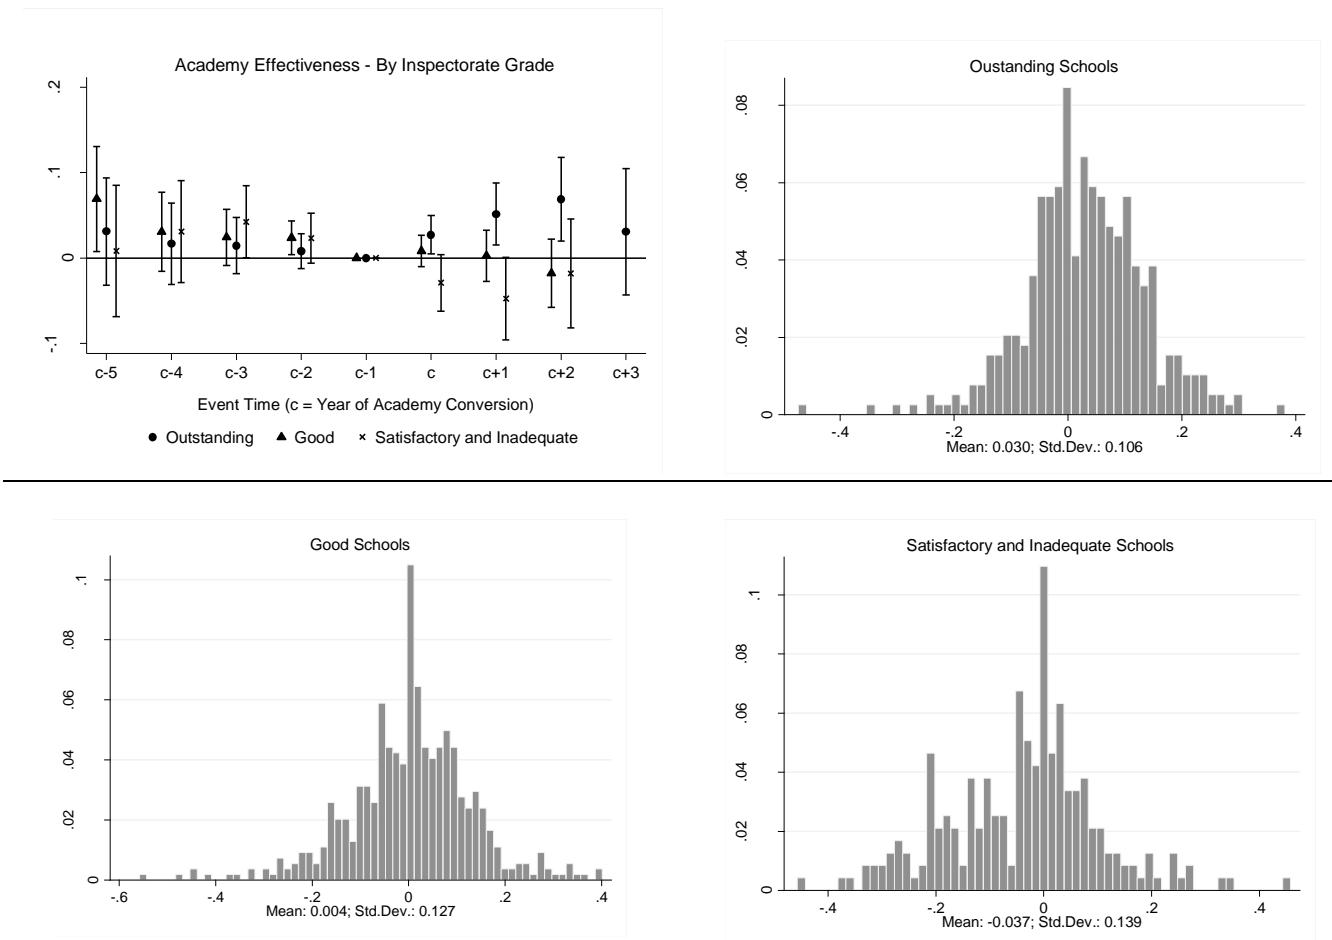 Academy Effectiveness - By Inspectorate Grade
.2
.1
0
-.1
c-5 c-4 c-3 c-2 c-1 c c+1 c+2 c+3
Event Time (c = Year of Academy Conversion)
Outstanding Good Satisfactory and Inadequate
Oustanding Schools
.08
.06
.04
.02
0
-.4 -.2 0 .2 .4
Mean: 0.030; Std.Dev.: 0.106
Good Schools
.1
.08
.06
.04
.02
0
-.6 -.4 -.2 0 .2 .4
Mean: 0.004; Std.Dev.: 0.127
Satisfactory and Inadequate Schools
.1
.08
.06
.04
.02
0
-.4 -.2 0 .2 .4
Mean: -0.037; Std.Dev.: 0.139